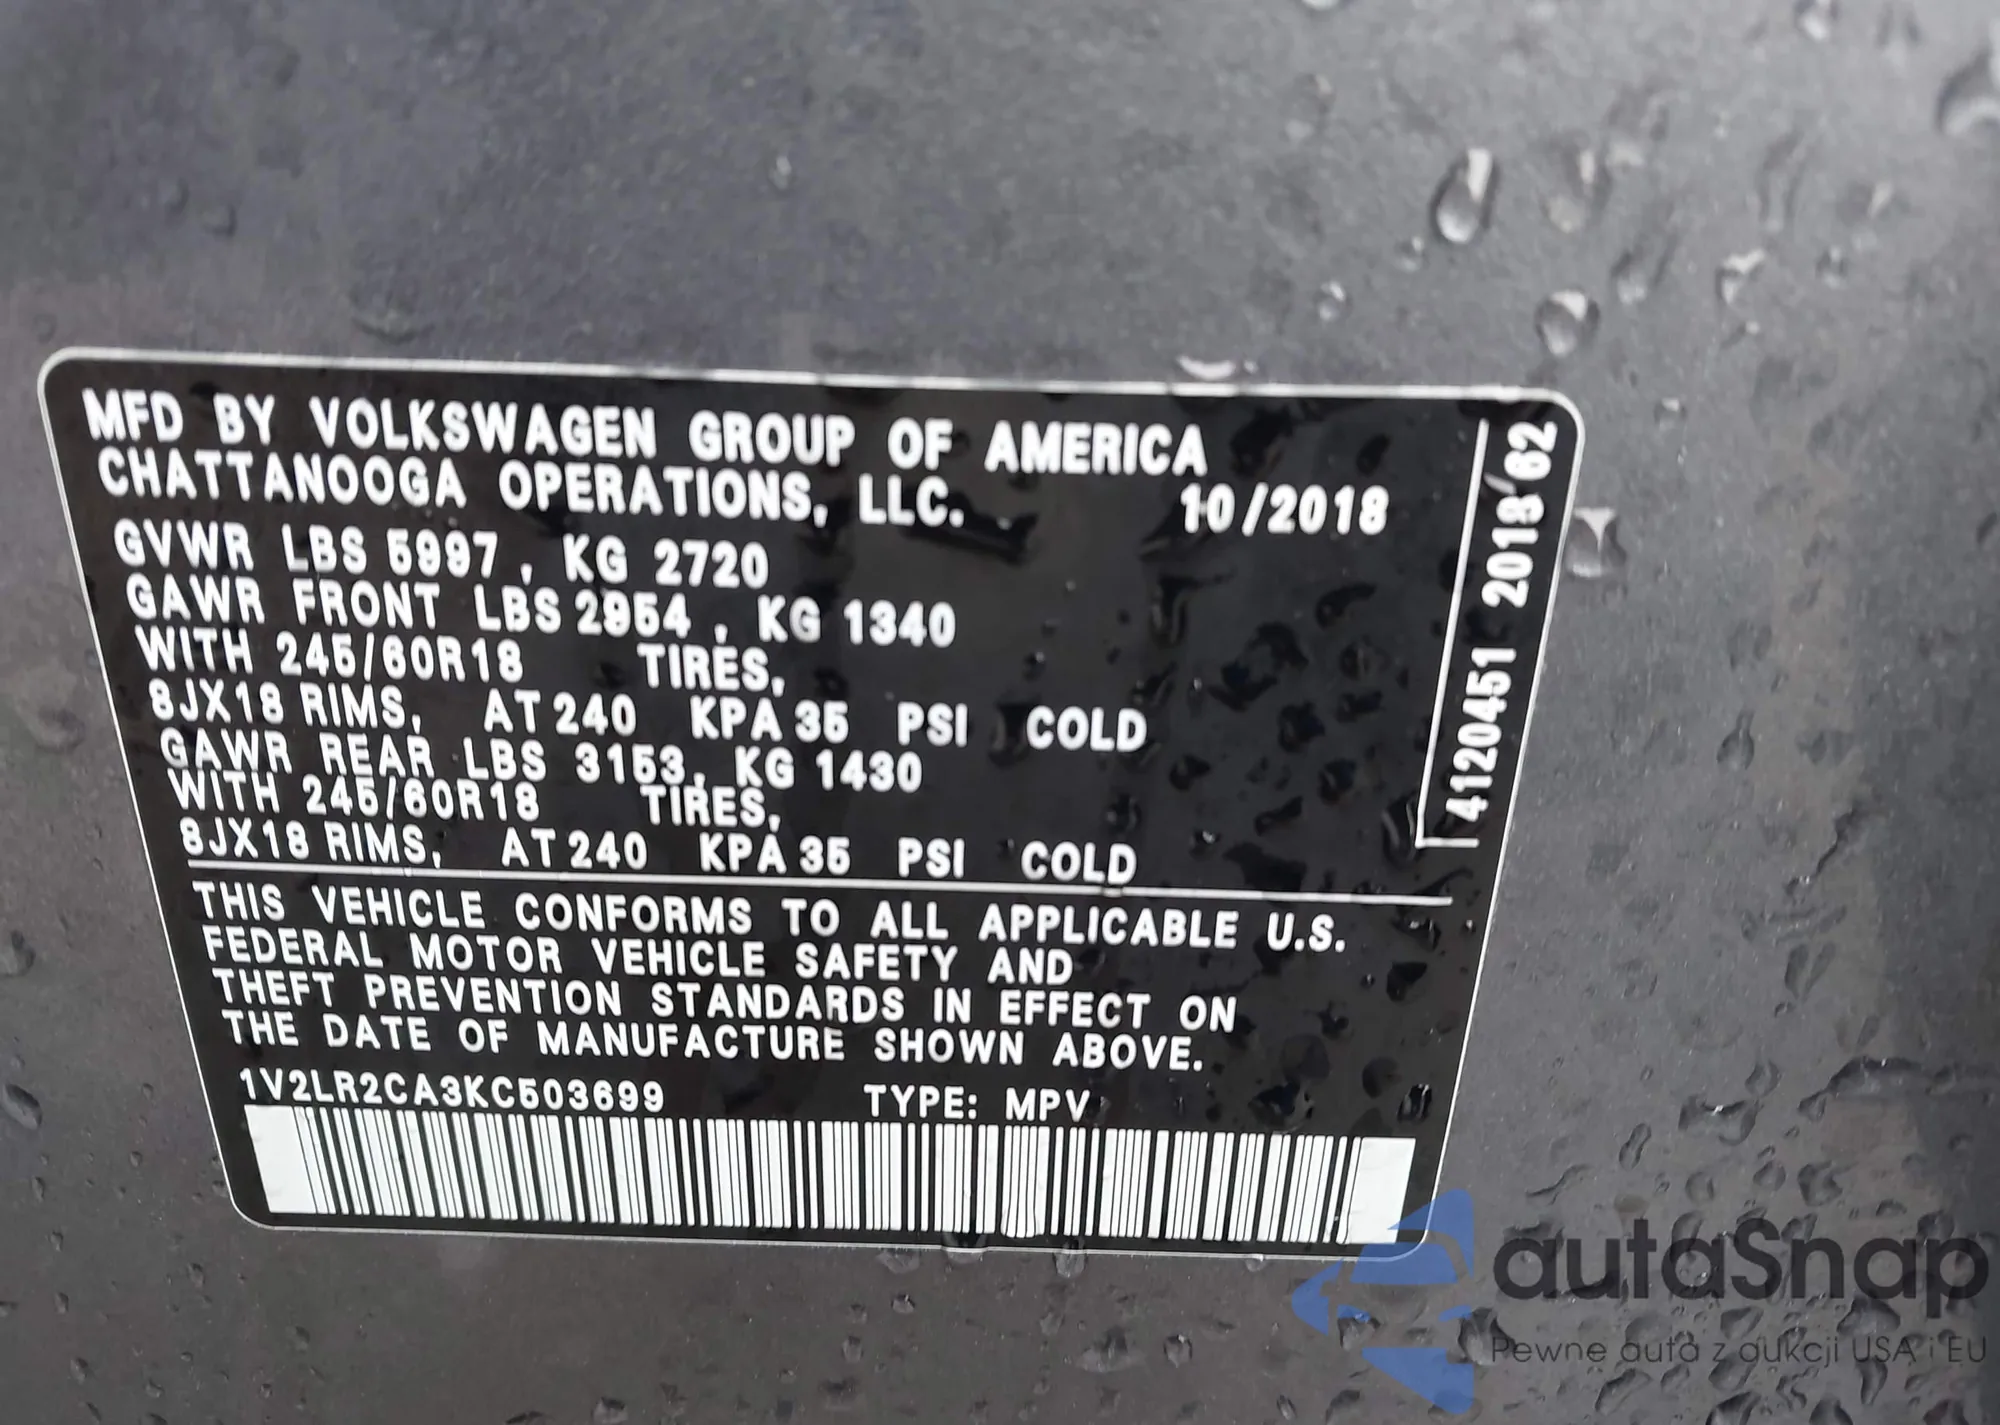 MFD BY VOLKSWAGEN GROUP OF AMERICA
CHATTANOOGA OPERATIONS, LLC. 10/2018
GVWR LBS 5997 , KG 2720
GAWR FRONT LBS 2954 , KG 1340
WITH 245/60R18 TIRES,
8JX18 RIMS, AT 240 KPA 35 PSI COLD
GAWR REAR LBS 3153, KG 1430
WITH 245/60R18 TIRES,
8JX18 RIMS, AT 240 KPA 35 PSI COLD
THIS VEHICLE CONFORMS TO ALL APPLICABLE U.S.
FEDERAL MOTOR VEHICLE SAFETY AND
THEFT PREVENTION STANDARDS IN EFFECT ON
THE DATE OF MANUFACTURE SHOWN ABOVE.
1V2LR2CA3KC503699 TYPE: MPV
4120451 2018 62
autaSnap
Pewne auta z aukcji USA i EU